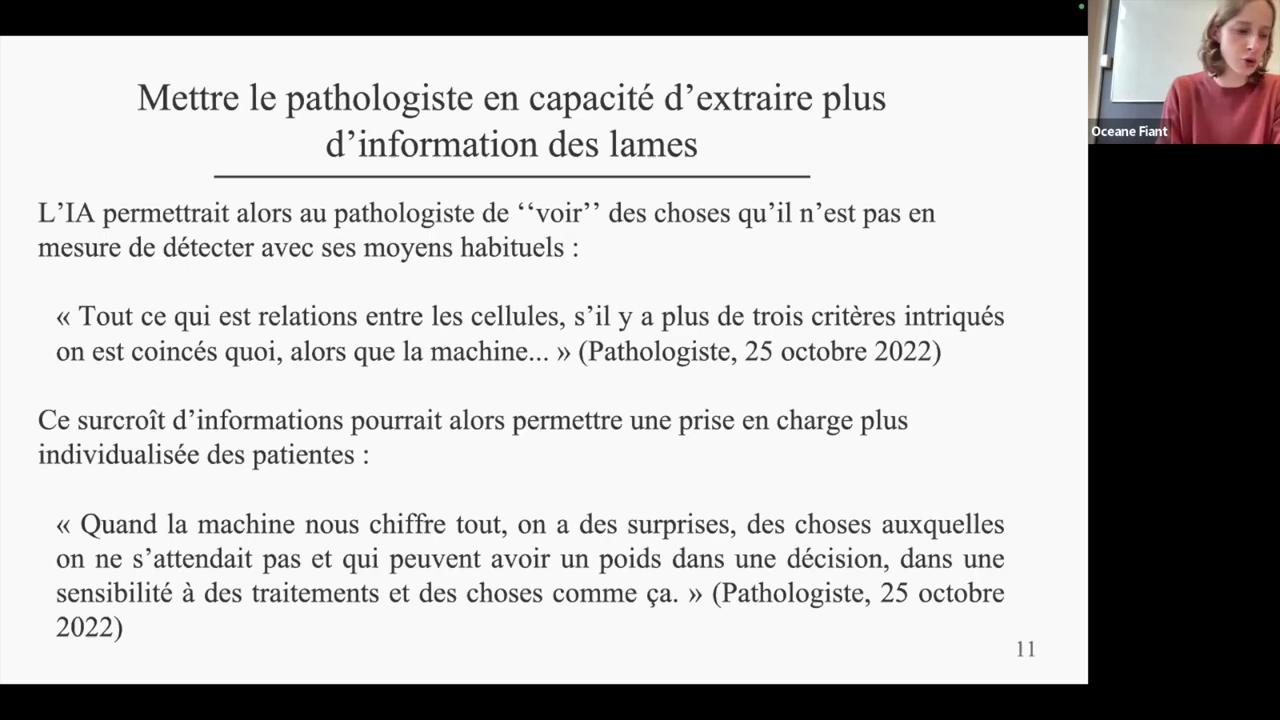 Mettre le pathologiste en capacité d’extraire plus
d’information des lames
L’IA permettrait alors au pathologiste de ‘‘voir’’ des choses qu’il n’est pas en
mesure de détecter avec ses moyens habituels :
« Tout ce qui est relations entre les cellules, s’il y a plus de trois critères intriqués
on est coincés quoi, alors que la machine... » (Pathologiste, 25 octobre 2022)
Ce surcroît d’informations pourrait alors permettre une prise en charge plus
individualisée des patientes :
« Quand la machine nous chiffre tout, on a des surprises, des choses auxquelles
on ne s’attendait pas et qui peuvent avoir un poids dans une décision, dans une
sensibilité à des traitements et des choses comme ça. » (Pathologiste, 25 octobre
2022)
11
Oceane Fiant